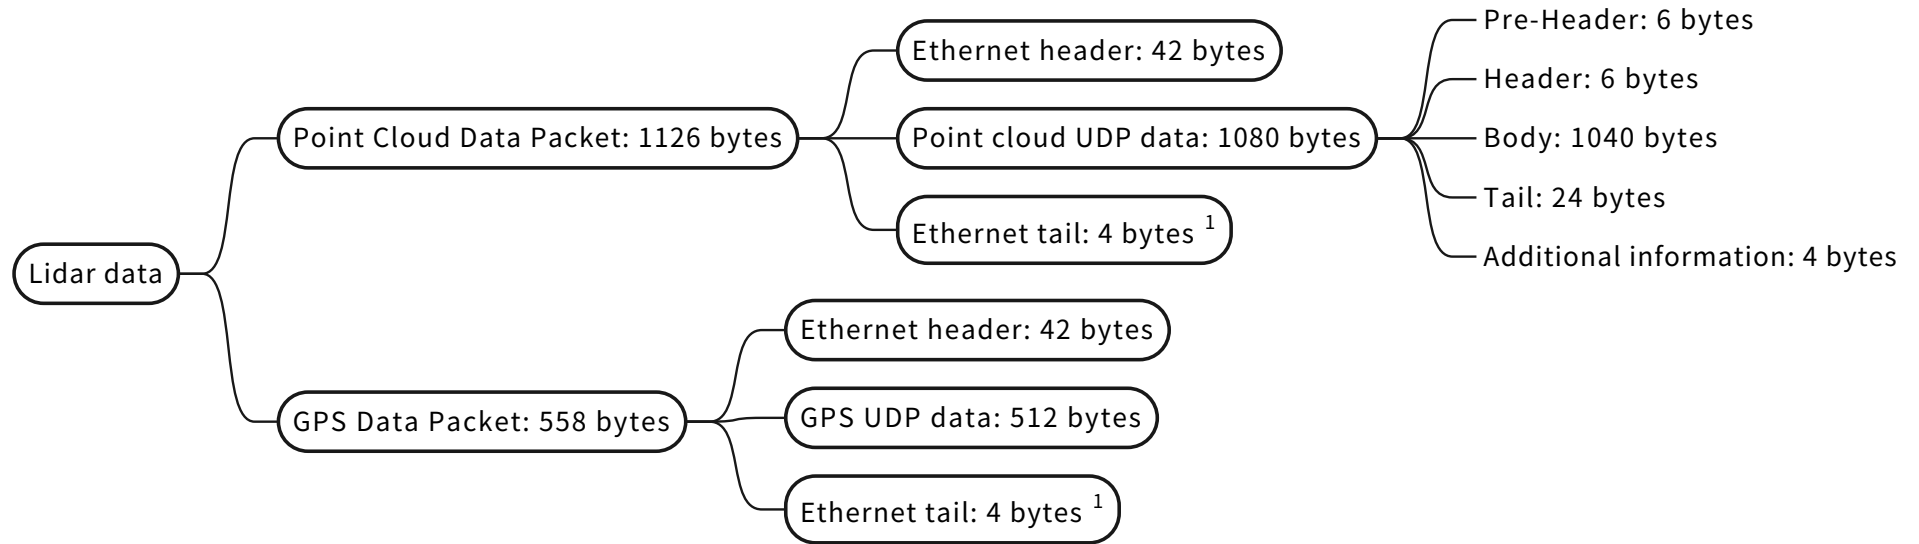 Lidar data
Point Cloud Data Packet: 1126 bytes
Ethernet header: 42 bytes
Point cloud UDP data: 1080 bytes
Pre-Header: 6 bytes
Header: 6 bytes
Body: 1040 bytes
Tail: 24 bytes
Additional information: 4 bytes
Ethernet tail: 4 bytes 1
GPS Data Packet: 558 bytes
Ethernet header: 42 bytes
GPS UDP data: 512 bytes
Ethernet tail: 4 bytes 1